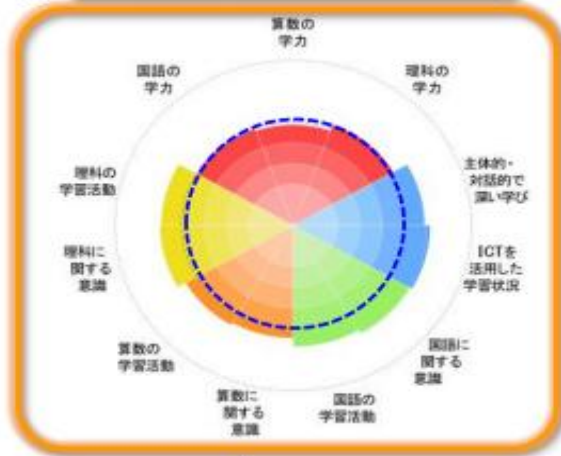 算数の
学力
理科の
学力
主体的・
対話的で
深い学び
ICTを
活用した
学習状況
国語に
関する
意識
国語の
学習活動
算数に
関する
意識
算数の
学習活動
理科に
関する
意識
理科の
学習活動
国語の
学力